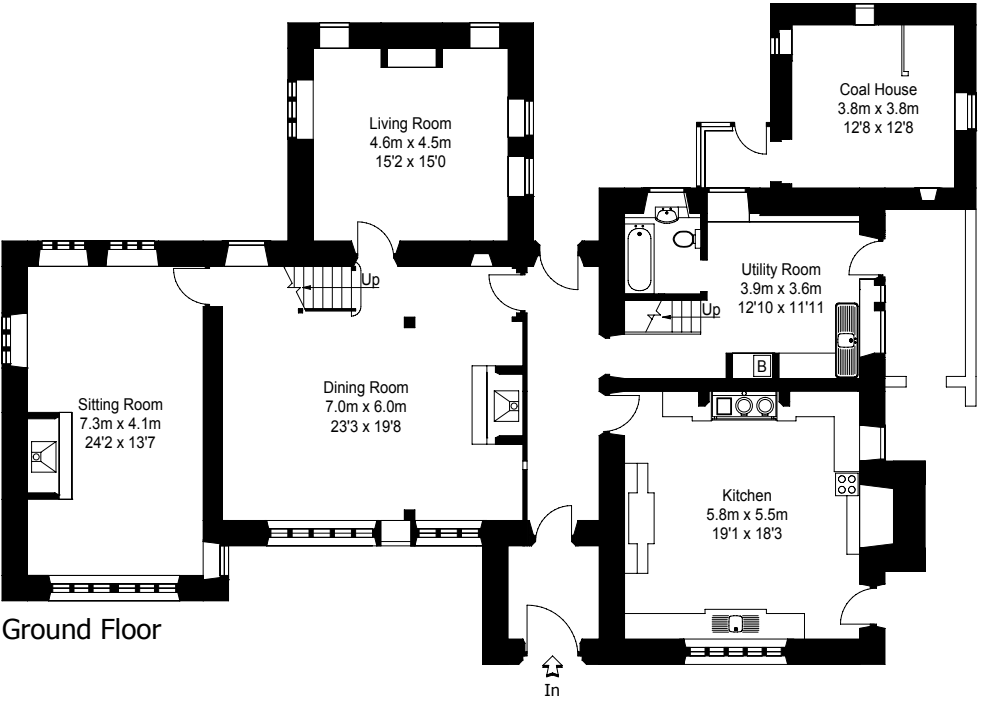 Living Room
4.6m x 4.5m
15'2 x 15'0
Coal House
3.8m x 3.8m
12'8 x 12'8
Up
Utility Room
3.9m x 3.6m
12'10 x 11'11
Up
B
Sitting Room
7.3m x 4.1m
24'2 x 13'7
Dining Room
7.0m x 6.0m
23'3 x 19'8
Kitchen
5.8m x 5.5m
19'1 x 18'3
Ground Floor
In